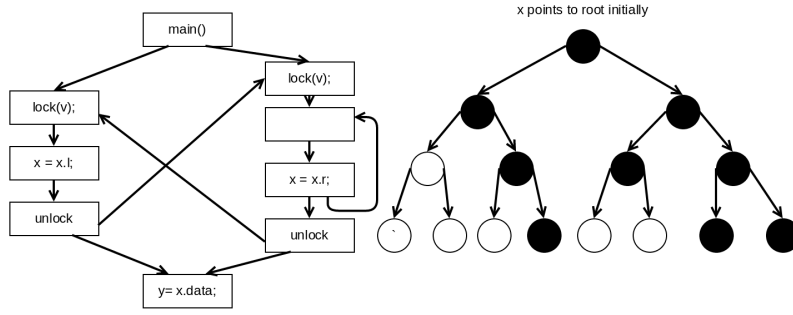 x points to root initially
main()
lock(v);
x = x.l;
unlock
lock(v);
x = x.r;
unlock
y= x.data;
`